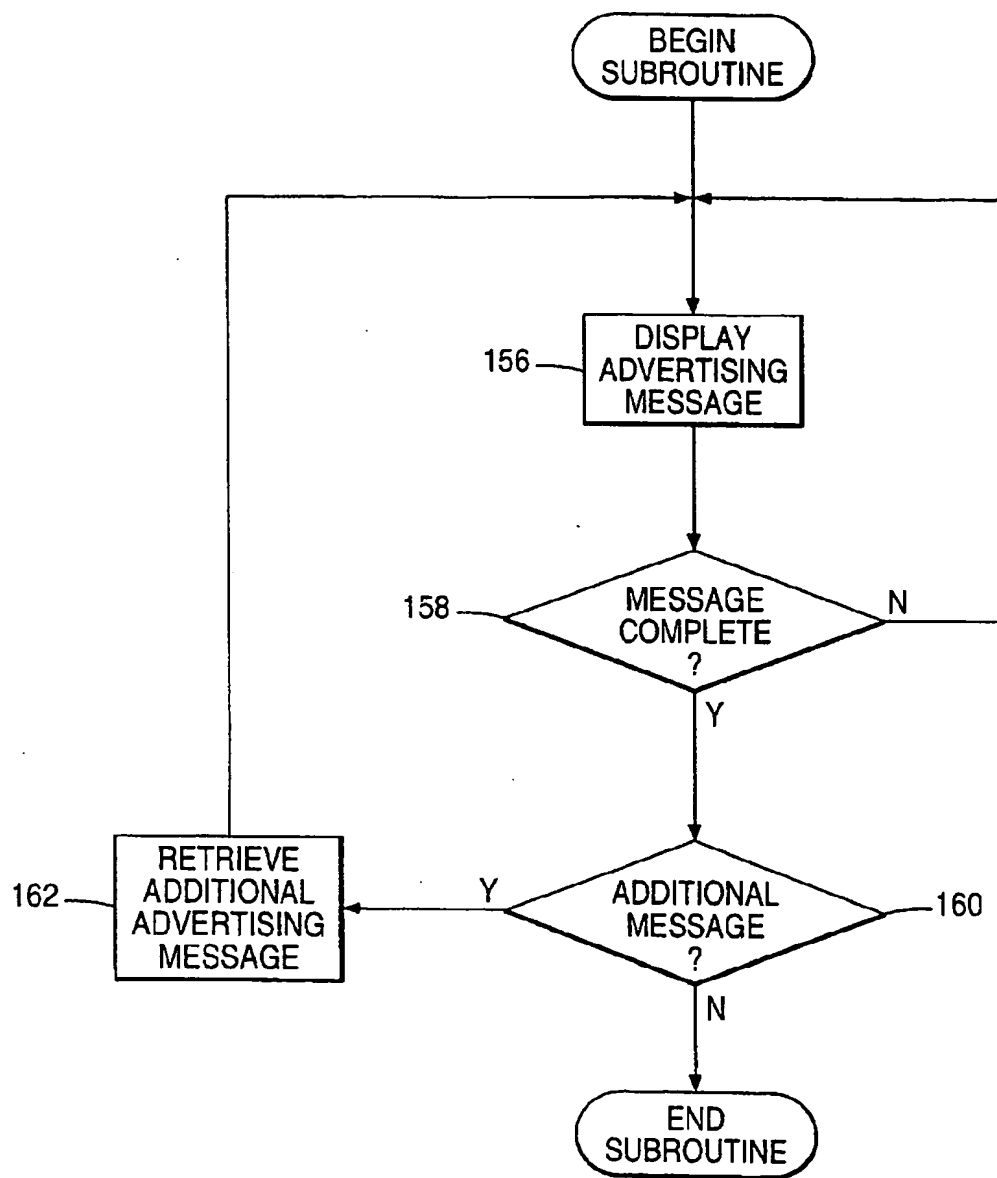 BEGIN
SUBROUTINE
156
DISPLAY
ADVERTISING
MESSAGE
158
MESSAGE
COMPLETE
?
N
Y
162
RETRIEVE
ADDITIONAL
ADVERTISING
MESSAGE
Y
ADDITIONAL
MESSAGE
?
160
N
END
SUBROUTINE